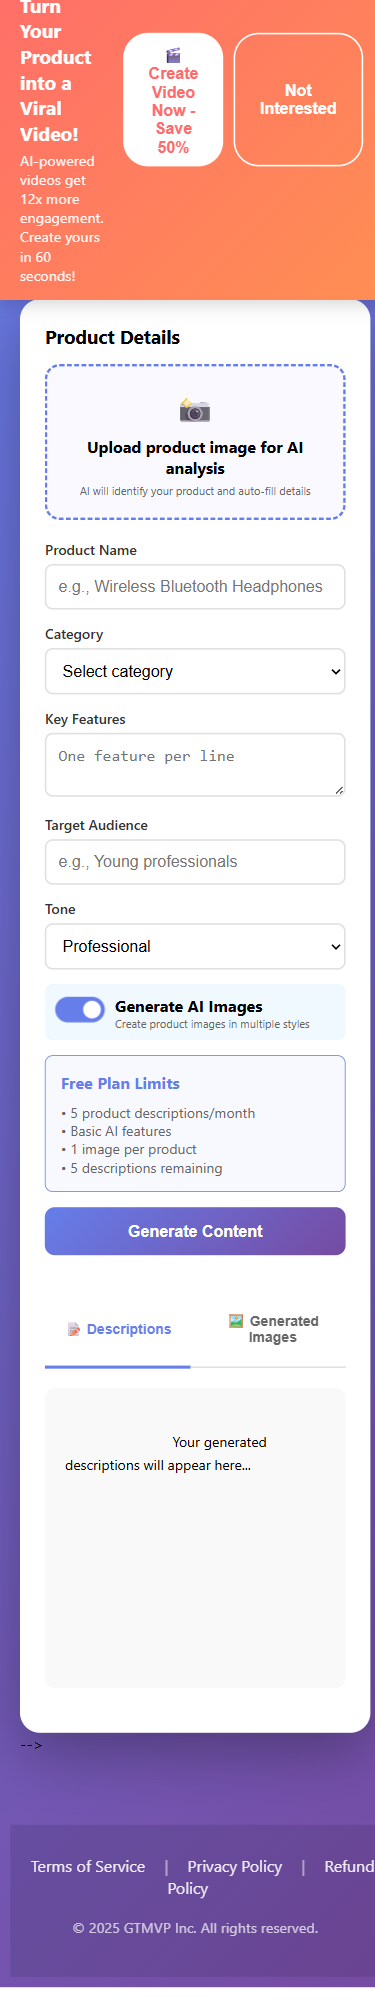 Turn
Your
Product
into a
Viral
Video!
AI-powered
videos get
12x more
engagement.
Create yours
in 60
seconds!
Create
Video
Now -
Save
50%
Not
Interested
Product Details
Upload product image for AI
analysis
AI will identify your product and auto-fill details
Product Name
e.g., Wireless Bluetooth Headphones
Category
Select category
Key Features
One feature per line
Target Audience
e.g., Young professionals
Tone
Professional
Generate AI Images
Create product images in multiple styles
Free Plan Limits
• 5 product descriptions/month
• Basic AI features
• 1 image per product
• 5 descriptions remaining
Generate Content
Descriptions
Generated
Images
Your generated
descriptions will appear here...
-->
Terms of Service | Privacy Policy | Refund
Policy
© 2025 GTMVP Inc. All rights reserved.